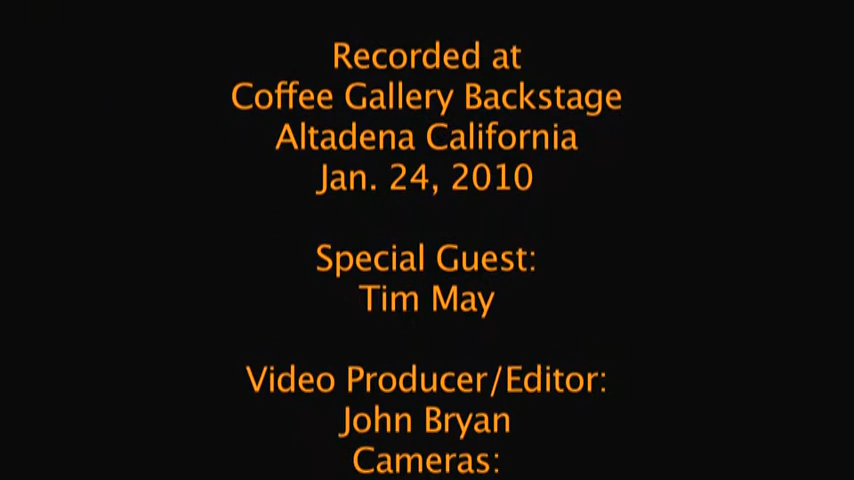 Recorded at
Coffee Gallery Backstage
Altadena California
Jan. 24, 2010
Special Guest:
Tim May
Video Producer/Editor:
John Bryan
Cameras: